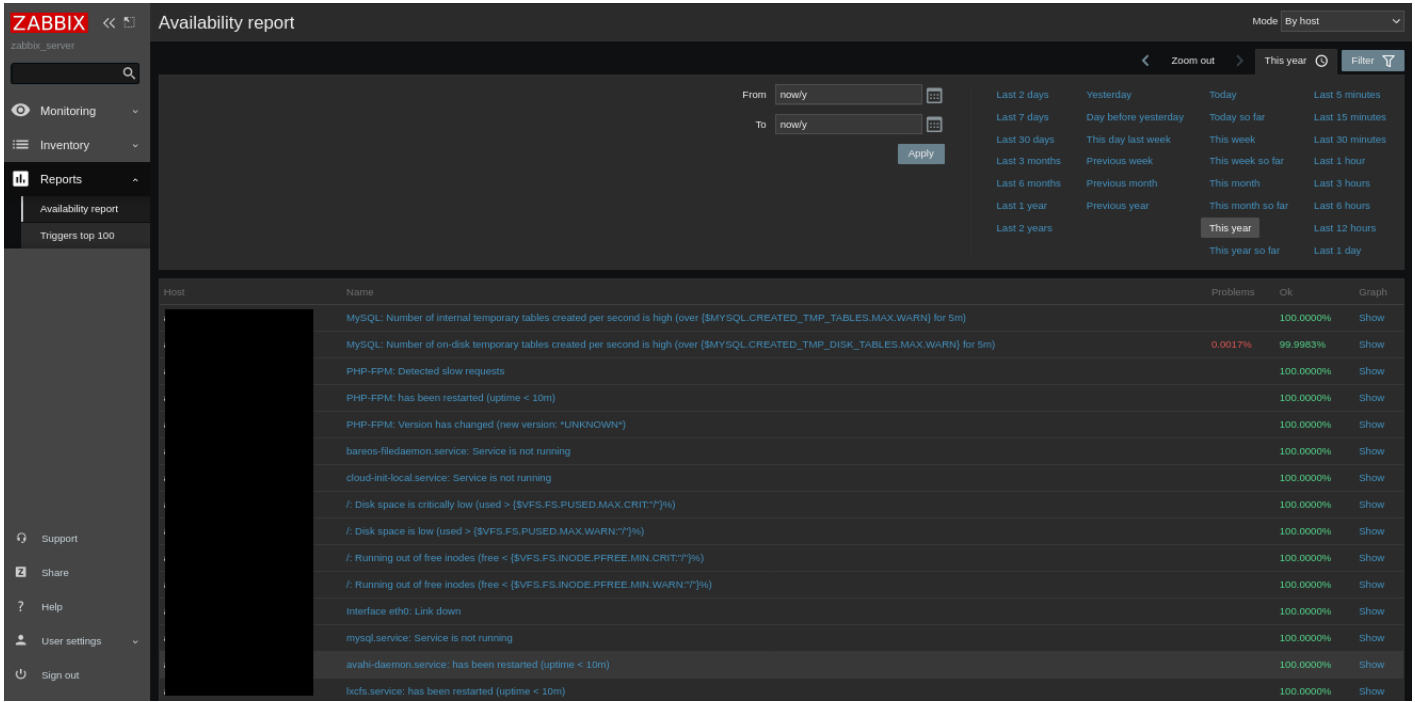 ZABBIX
zabbix_server
Monitoring
Inventory
Reports
Availability report
Triggers top 100
Support
Z Share
? Help
User settings
Sign out
Availability report
Mode By host
Zoom out This year Filter
From now/y
To now/y
Apply
Last 2 days Yesterday Today Last 5 minutes
Last 7 days Day before yesterday Today so far Last 15 minutes
Last 30 days This day last week This week Last 30 minutes
Last 3 months Previous week This week so far Last 1 hour
Last 6 months Previous month This month Last 3 hours
Last 1 year Previous year This month so far Last 6 hours
Last 2 years This year Last 12 hours
This year so far Last 1 day
Host Name Problems Ok Graph
MySQL: Number of internal temporary tables created per second is high (over {$MYSQL.CREATED_TMP_TABLES.MAX.WARN} for 5m) 100.0000% Show
MySQL: Number of on-disk temporary tables created per second is high (over {$MYSQL.CREATED_TMP_DISK_TABLES.MAX.WARN} for 5m) 0.0017% 99.9983% Show
PHP-FPM: Detected slow requests 100.0000% Show
PHP-FPM: has been restarted (uptime < 10m) 100.0000% Show
PHP-FPM: Version has changed (new version: *UNKNOWN*) 100.0000% Show
bareos-filedaemon.service: Service is not running 100.0000% Show
cloud-init-local.service: Service is not running 100.0000% Show
/: Disk space is critically low (used > {$VFS.FS.PUSED.MAX.CRIT:"/"}%) 100.0000% Show
/: Disk space is low (used > {$VFS.FS.PUSED.MAX.WARN:"/"}%) 100.0000% Show
/: Running out of free inodes (free < {$VFS.FS.INODE.PFREE.MIN.CRIT:"/"}%) 100.0000% Show
/: Running out of free inodes (free < {$VFS.FS.INODE.PFREE.MIN.WARN:"/"}%) 100.0000% Show
Interface eth0: Link down 100.0000% Show
mysql.service: Service is not running 100.0000% Show
avahi-daemon.service: has been restarted (uptime < 10m) 100.0000% Show
lxcfs.service: has been restarted (uptime < 10m) 100.0000% Show